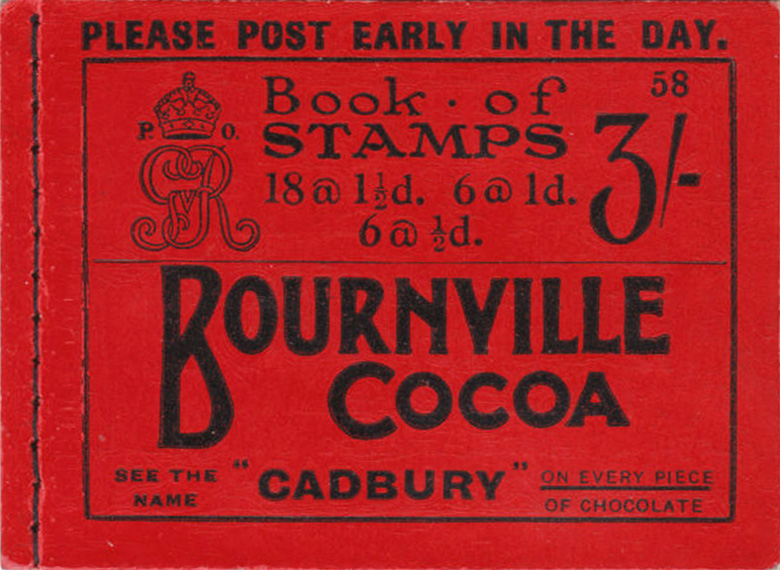 PLEASE POST EARLY IN THE DAY.
58
P. O.
GVR
Book · of
STAMPS
3/-
18@1½d. 6@1d.
6@½d.
BOURNVILLE
COCOA
SEE THE NAME "CADBURY" ON EVERY PIECE OF CHOCOLATE